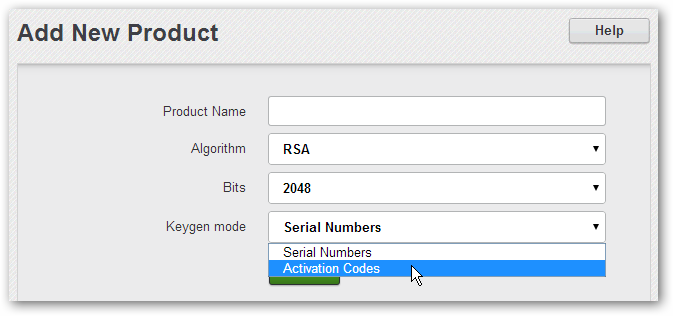 Add New Product
Help
Product Name
Algorithm RSA
Bits 2048
Keygen mode Serial Numbers
Serial Numbers
Activation Codes